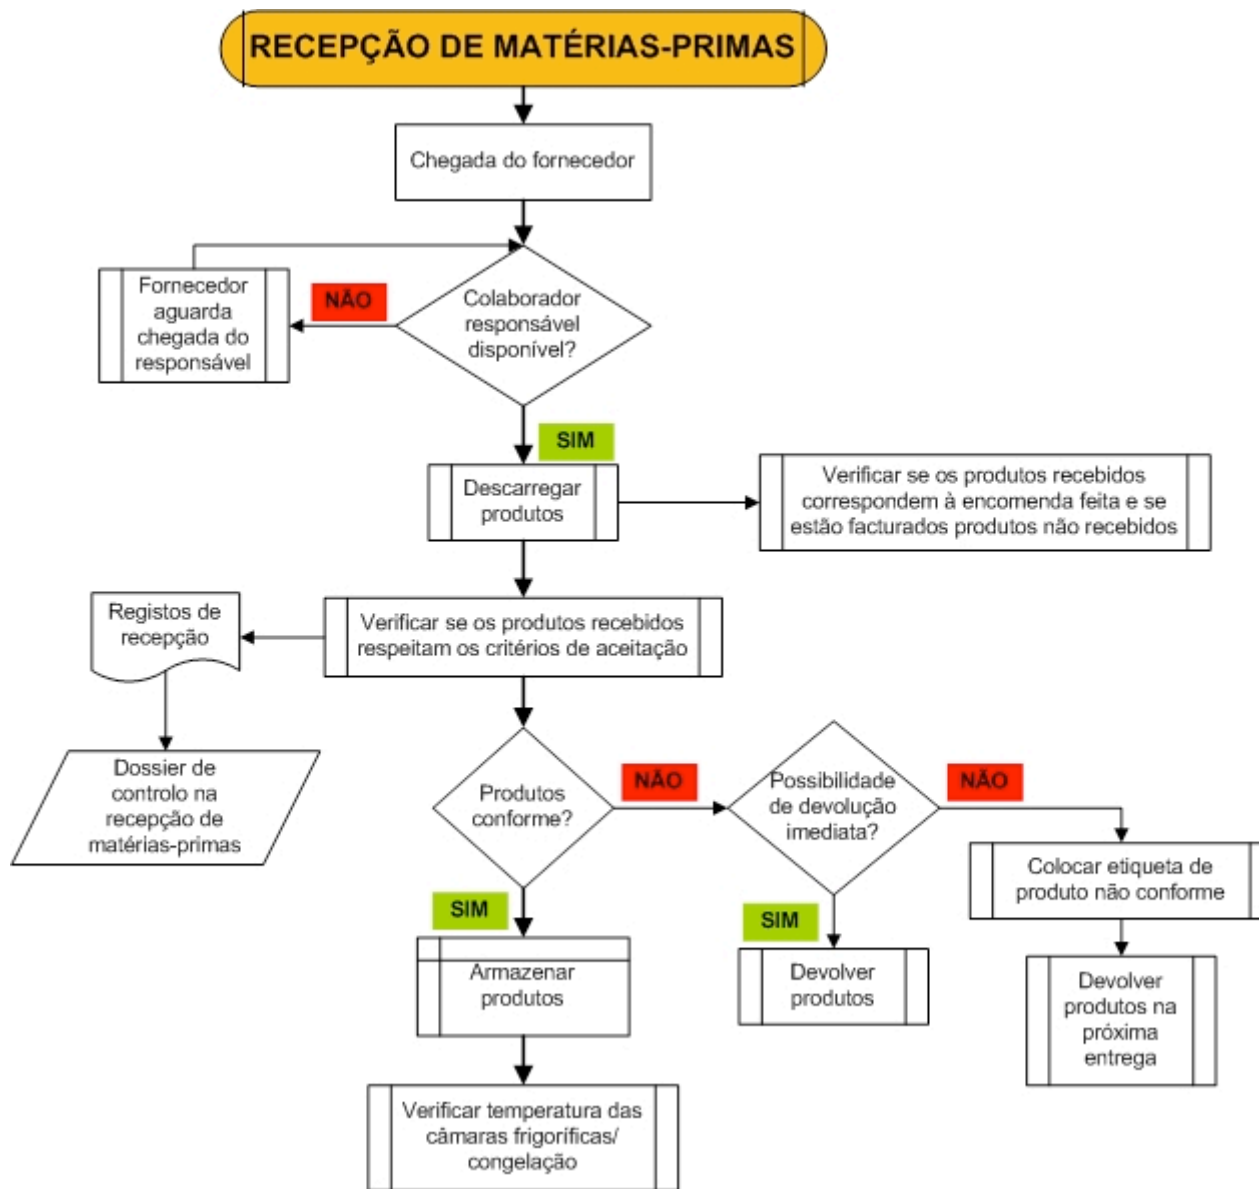 RECEPÇÃO DE MATÉRIAS-PRIMAS
Chegada do fornecedor
Fornecedor
aguarda
chegada do
responsável
NÃO
Colaborador
responsável
disponível?
SIM
Descarregar
produtos
Verificar se os produtos recebidos
correspondem à encomenda feita e se
estão facturados produtos não recebidos
Registos de
recepção
Verificar se os produtos recebidos
respeitam os critérios de aceitação
Dossier de
controlo na
recepção de
matérias-primas
Produtos
conforme?
NÃO
Possibilidade
de devolução
imediata?
NÃO
Colocar etiqueta de
produto não conforme
SIM
Armazenar
produtos
SIM
Devolver
produtos
Devolver
produtos na
próxima
entrega
Verificar temperatura das
câmaras frigoríficas/
congelação